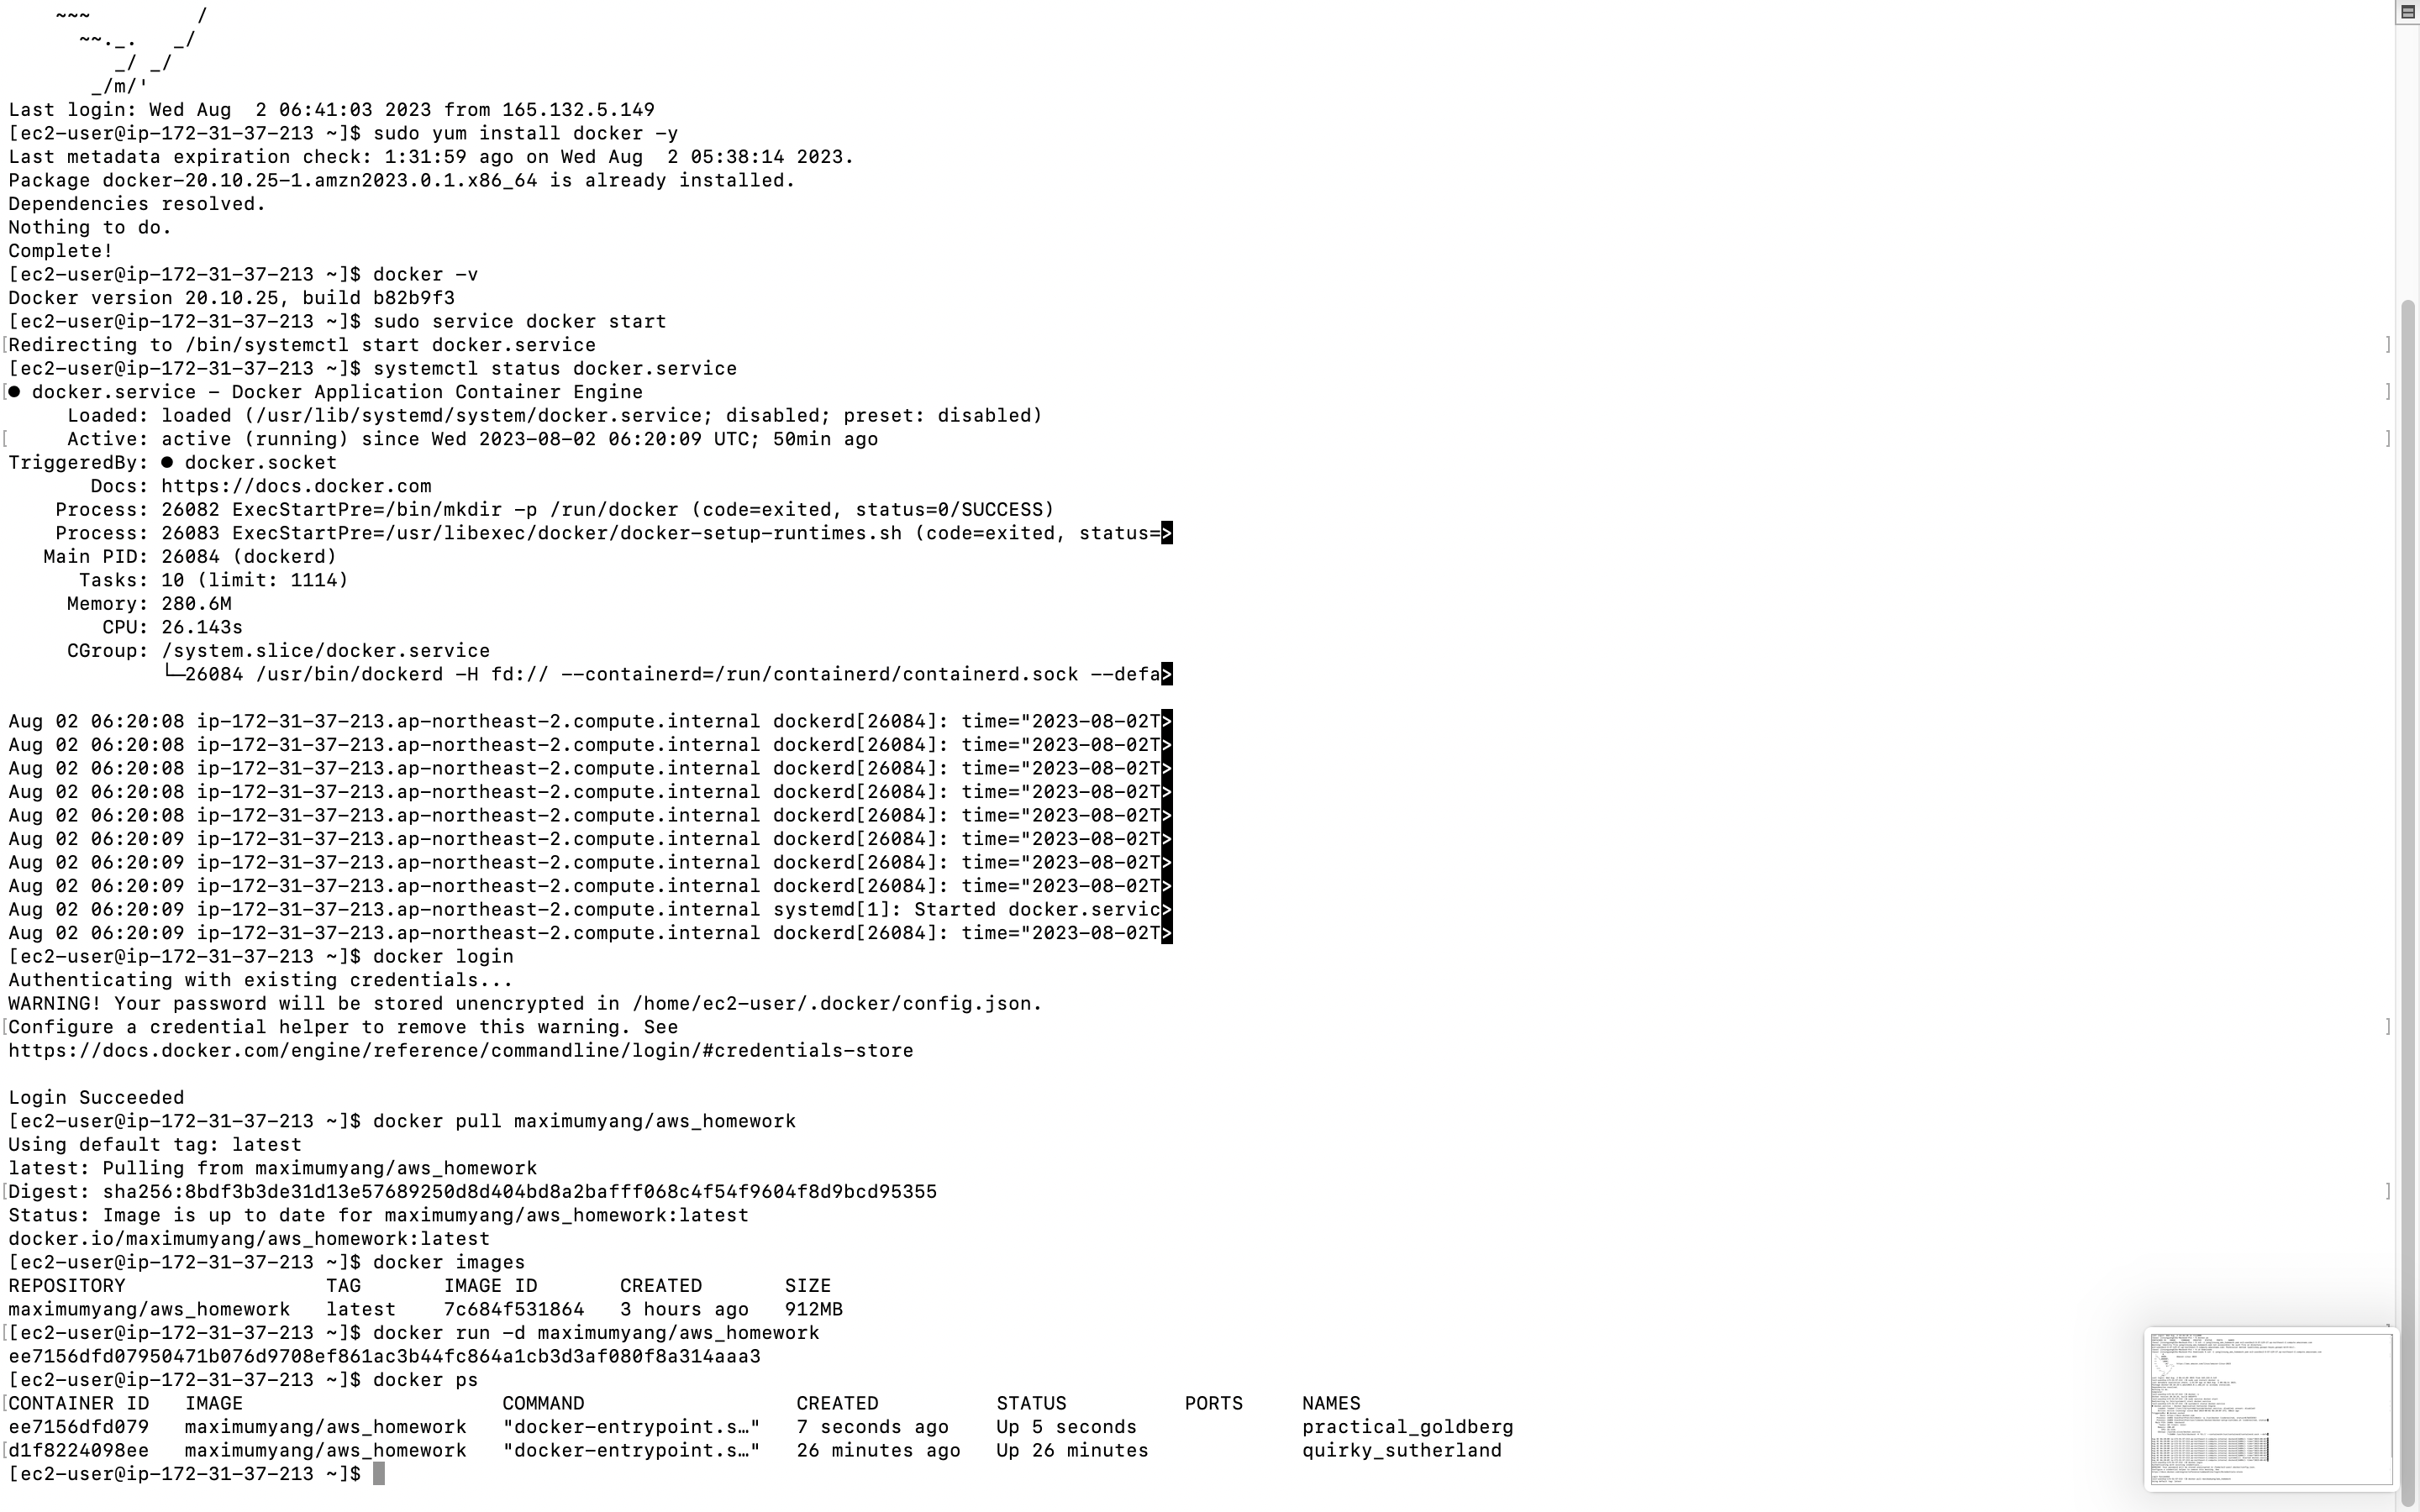 ~~~         /
~~._.   _/
_/ _/
_/m/'
Last login: Wed Aug  2 06:41:03 2023 from 165.132.5.149
[ec2-user@ip-172-31-37-213 ~]$ sudo yum install docker -y
Last metadata expiration check: 1:31:59 ago on Wed Aug  2 05:38:14 2023.
Package docker-20.10.25-1.amzn2023.0.1.x86_64 is already installed.
Dependencies resolved.
Nothing to do.
Complete!
[ec2-user@ip-172-31-37-213 ~]$ docker -v
Docker version 20.10.25, build b82b9f3
[ec2-user@ip-172-31-37-213 ~]$ sudo service docker start
Redirecting to /bin/systemctl start docker.service
[ec2-user@ip-172-31-37-213 ~]$ systemctl status docker.service
● docker.service - Docker Application Container Engine
Loaded: loaded (/usr/lib/systemd/system/docker.service; disabled; preset: disabled)
Active: active (running) since Wed 2023-08-02 06:20:09 UTC; 50min ago
TriggeredBy: ● docker.socket
Docs: https://docs.docker.com
Process: 26082 ExecStartPre=/bin/mkdir -p /run/docker (code=exited, status=0/SUCCESS)
Process: 26083 ExecStartPre=/usr/libexec/docker/docker-setup-runtimes.sh (code=exited, status=>
Main PID: 26084 (dockerd)
Tasks: 10 (limit: 1114)
Memory: 280.6M
CPU: 26.143s
CGroup: /system.slice/docker.service
└─26084 /usr/bin/dockerd -H fd:// --containerd=/run/containerd/containerd.sock --defa>
Aug 02 06:20:08 ip-172-31-37-213.ap-northeast-2.compute.internal dockerd[26084]: time="2023-08-02T>
Aug 02 06:20:08 ip-172-31-37-213.ap-northeast-2.compute.internal dockerd[26084]: time="2023-08-02T>
Aug 02 06:20:08 ip-172-31-37-213.ap-northeast-2.compute.internal dockerd[26084]: time="2023-08-02T>
Aug 02 06:20:08 ip-172-31-37-213.ap-northeast-2.compute.internal dockerd[26084]: time="2023-08-02T>
Aug 02 06:20:08 ip-172-31-37-213.ap-northeast-2.compute.internal dockerd[26084]: time="2023-08-02T>
Aug 02 06:20:09 ip-172-31-37-213.ap-northeast-2.compute.internal dockerd[26084]: time="2023-08-02T>
Aug 02 06:20:09 ip-172-31-37-213.ap-northeast-2.compute.internal dockerd[26084]: time="2023-08-02T>
Aug 02 06:20:09 ip-172-31-37-213.ap-northeast-2.compute.internal dockerd[26084]: time="2023-08-02T>
Aug 02 06:20:09 ip-172-31-37-213.ap-northeast-2.compute.internal systemd[1]: Started docker.servic>
Aug 02 06:20:09 ip-172-31-37-213.ap-northeast-2.compute.internal dockerd[26084]: time="2023-08-02T>
[ec2-user@ip-172-31-37-213 ~]$ docker login
Authenticating with existing credentials...
WARNING! Your password will be stored unencrypted in /home/ec2-user/.docker/config.json.
Configure a credential helper to remove this warning. See
https://docs.docker.com/engine/reference/commandline/login/#credentials-store
Login Succeeded
[ec2-user@ip-172-31-37-213 ~]$ docker pull maximumyang/aws_homework
Using default tag: latest
latest: Pulling from maximumyang/aws_homework
Digest: sha256:8bdf3b3de31d13e57689250d8d404bd8a2bafff068c4f54f9604f8d9bcd95355
Status: Image is up to date for maximumyang/aws_homework:latest
docker.io/maximumyang/aws_homework:latest
[ec2-user@ip-172-31-37-213 ~]$ docker images
REPOSITORY                 TAG       IMAGE ID       CREATED       SIZE
maximumyang/aws_homework   latest    7c684f531864   3 hours ago   912MB
[ec2-user@ip-172-31-37-213 ~]$ docker run -d maximumyang/aws_homework
ee7156dfd07950471b076d9708ef861ac3b44fc864a1cb3d3af080f8a314aaa3
[ec2-user@ip-172-31-37-213 ~]$ docker ps
CONTAINER ID   IMAGE                      COMMAND                  CREATED          STATUS          PORTS     NAMES
ee7156dfd079   maximumyang/aws_homework   "docker-entrypoint.s…"   7 seconds ago    Up 5 seconds              practical_goldberg
d1f8224098ee   maximumyang/aws_homework   "docker-entrypoint.s…"   26 minutes ago   Up 26 minutes             quirky_sutherland
[ec2-user@ip-172-31-37-213 ~]$